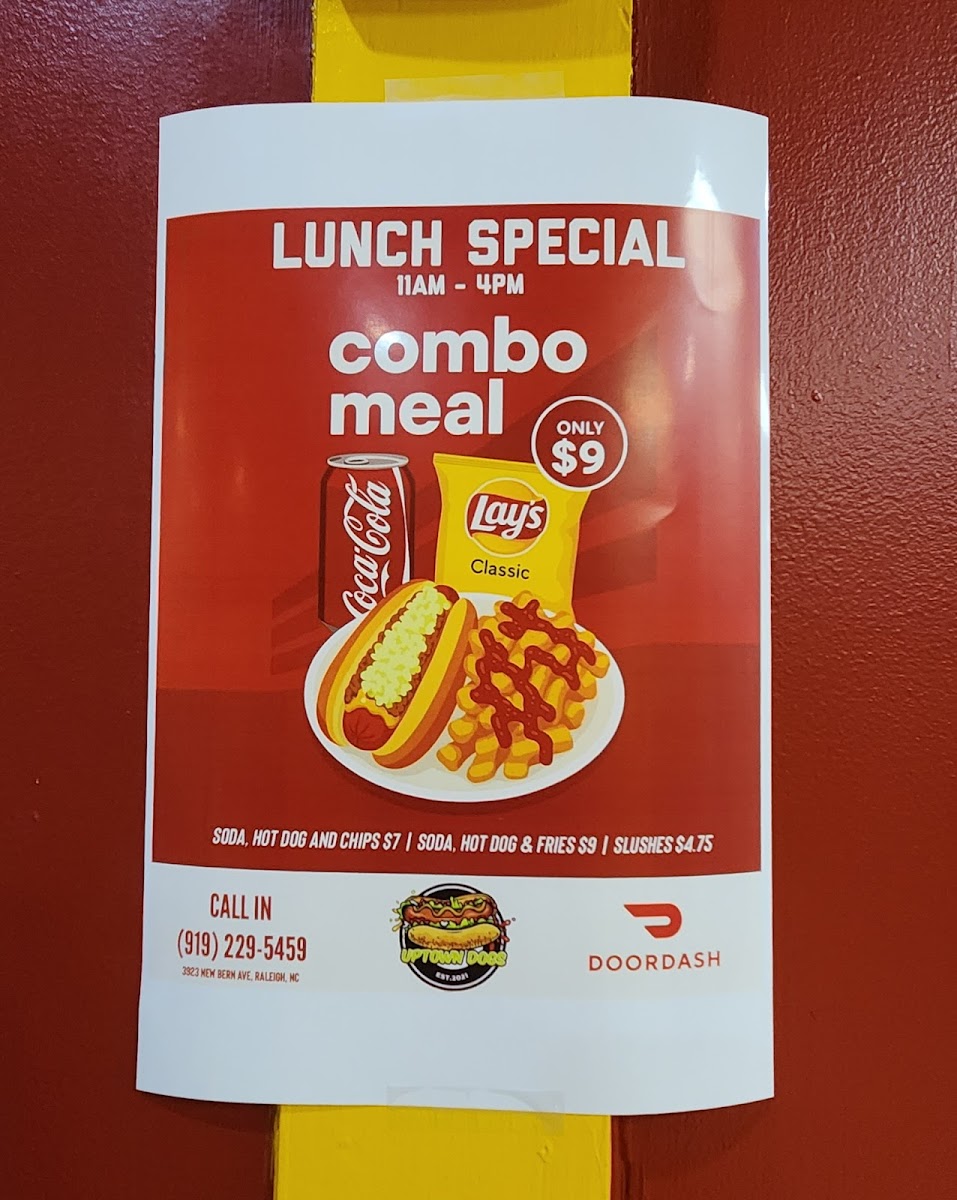 LUNCH SPECIAL
11AM - 4PM
combo
meal
ONLY
$9
Coca-Cola
Lay's
Classic
SODA, HOT DOG AND CHIPS $7 | SODA, HOT DOG & FRIES $9 | SLUSHES $4.75
CALL IN
(919) 229-5459
3923 NEW BERN AVE, RALEIGH, NC
UPTOWN DOGS
EST.2021
DOORDASH